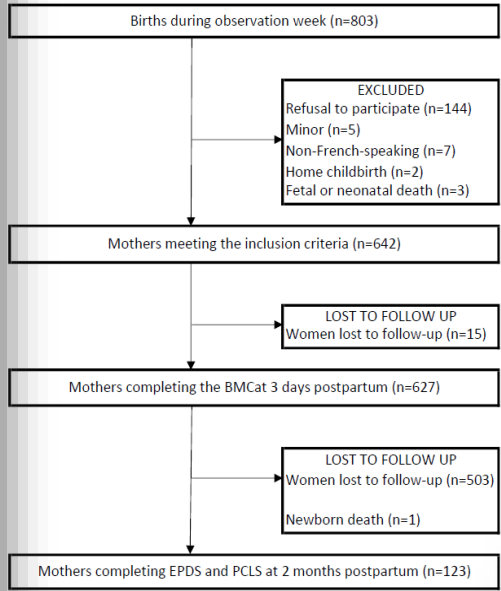 Births during observation week (n=803)
EXCLUDED
Refusal to participate (n=144)
Minor (n=5)
Non-French-speaking (n=7)
Home childbirth (n=2)
Fetal or neonatal death (n=3)
Mothers meeting the inclusion criteria (n=642)
LOST TO FOLLOW UP
Women lost to follow-up (n=15)
Mothers completing the BMCat 3 days postpartum (n=627)
LOST TO FOLLOW UP
Women lost to follow-up (n=503)
Newborn death (n=1)
Mothers completing EPDS and PCLS at 2 months postpartum (n=123)